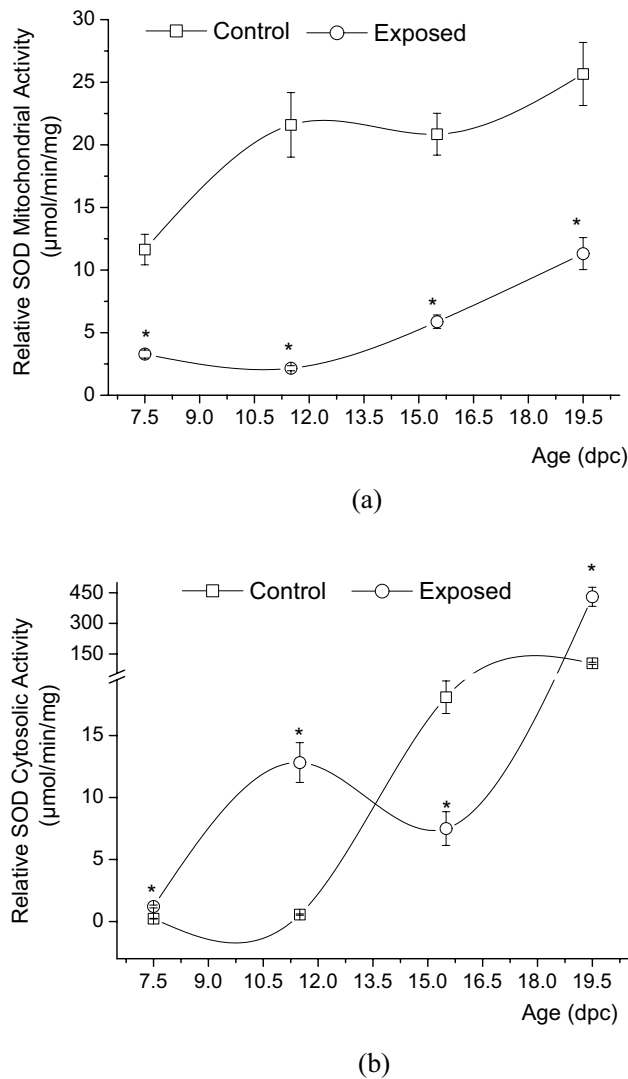 Control Exposed
Relative SOD Mitochondrial Activity
(µmol/min/mg)
30
25
20
15
10
5
0
* * * *
7.5 9.0 10.5 12.0 13.5 15.0 16.5 18.0 19.5
Age (dpc)
(a)
Control Exposed
Relative SOD Cytosolic Activity
(µmol/min/mg)
450
300
150
15
10
5
0
* * * *
7.5 9.0 10.5 12.0 13.5 15.0 16.5 18.0 19.5
Age (dpc)
(b)